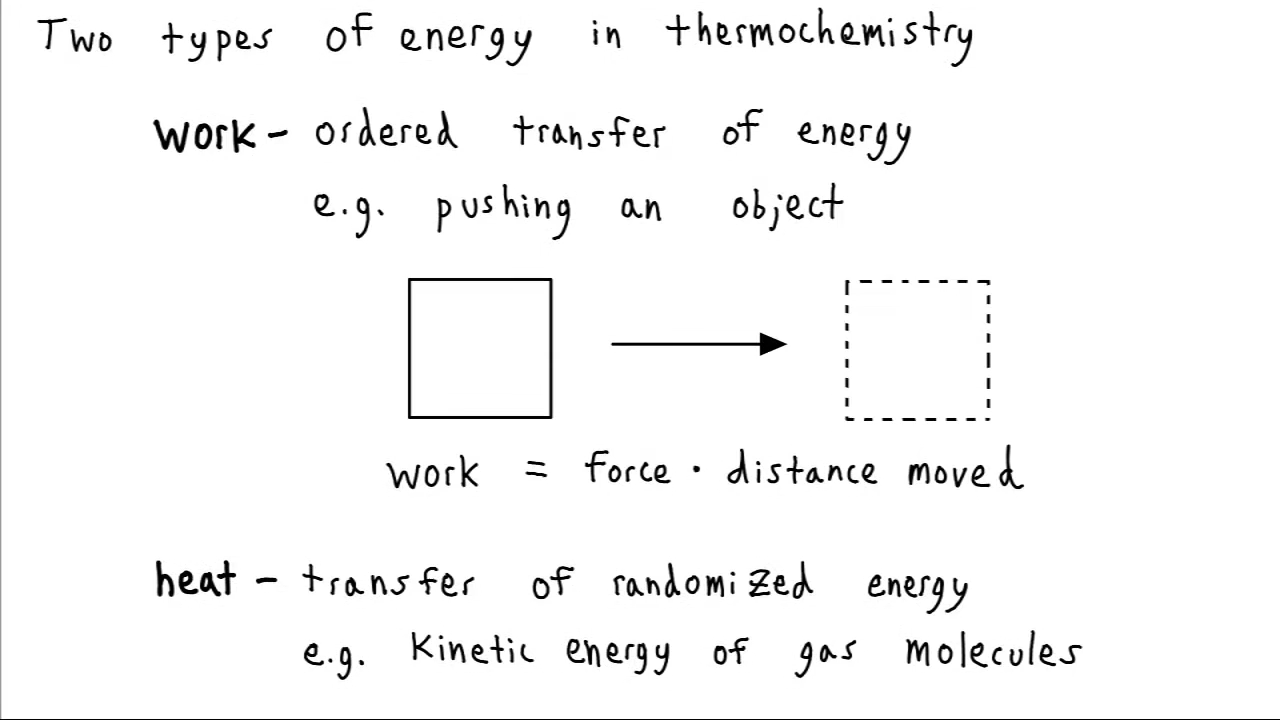 Two types of energy in thermochemistry
work - ordered transfer of energy
e.g. pushing an object
work = force · distance moved
heat - transfer of randomized energy
e.g. Kinetic energy of gas molecules